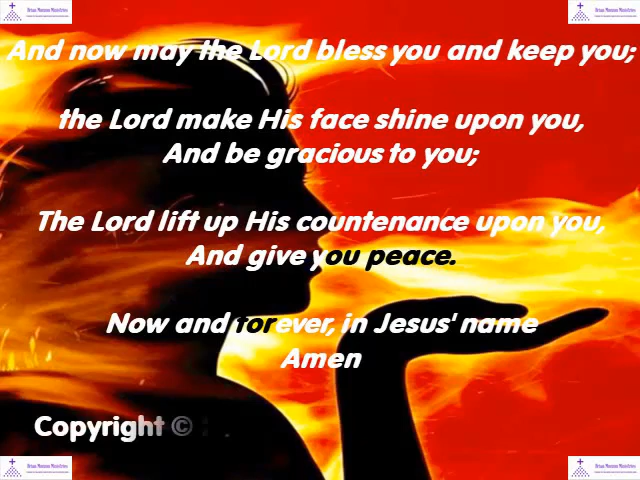 And now may the Lord bless you and keep you;
the Lord make His face shine upon you,
And be gracious to you;
The Lord lift up His countenance upon you,
And give you peace.
Now and forever, in Jesus' name
Amen
Copyright ©